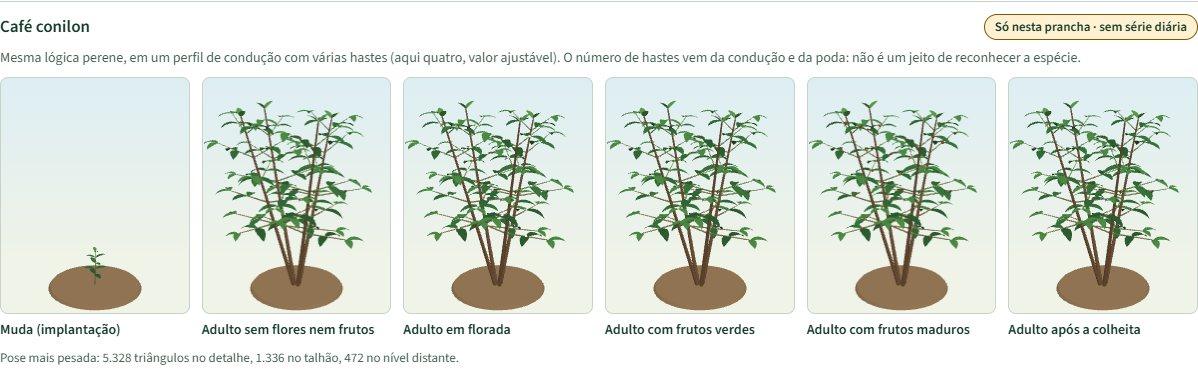 Café conilon
Só nesta prancha · sem série diária
Mesma lógica perene, em um perfil de condução com várias hastes (aqui quatro, valor ajustável). O número de hastes vem da condução e da poda: não é um jeito de reconhecer a espécie.
Muda (implantação)
Adulto sem flores nem frutos
Adulto em florada
Adulto com frutos verdes
Adulto com frutos maduros
Adulto após a colheita
Pose mais pesada: 5.328 triângulos no detalhe, 1.336 no talhão, 472 no nível distante.